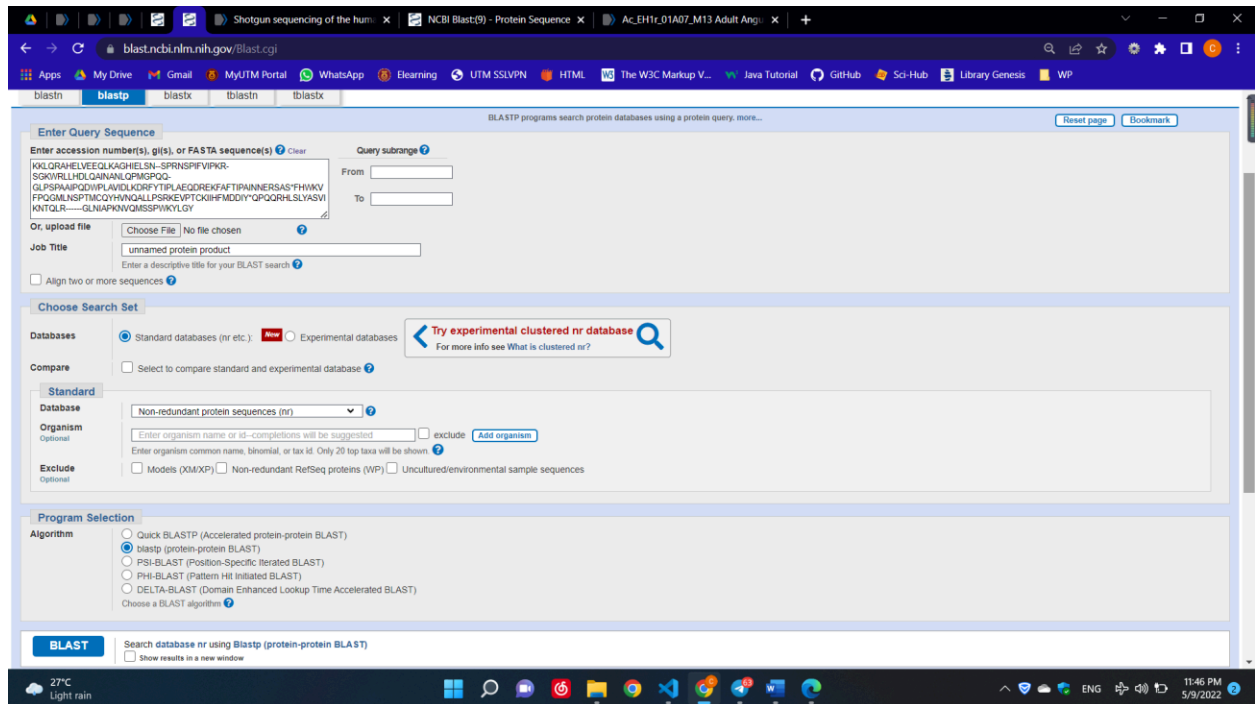 Shotgun sequencing of the hum
NCBI Blast:(9) - Protein Sequence
Ac_EH1r_01A07_M13 Adult Angu
blast.ncbi.nlm.nih.gov/Blast.cgi
Apps My Drive Gmail MyUTM Portal WhatsApp Elearning UTM SSLVPN HTML The W3C Markup V... Java Tutorial GitHub Sci-Hub Library Genesis WP
blastn blastp blastx tblastn tblastx
BLASTP programs search protein databases using a protein query. more...
Reset page Bookmark
Enter Query Sequence
Enter accession number(s), gi(s), or FASTA sequence(s) Clear
Query subrange
KKLQRAHELVEEQLKAGHIELSN--SPRNSPIFVIPKR-
SGKWRLLHDLQAINANLQPMGPQQ-
GLPSPAAIPQDWPLAVIDLKDRFYTIPLAEQDREKFAFTIPAINNERSAS*FHWKV
FPQGMLNSPTMCQYHVNQALLPSRKEVPTCKIIHFMDDIY*QPQQRHLSLYASVI
KNTQLR------GLNIAPKNVQMSSPWKYLGY
From
To
Or, upload file
Choose File No file chosen
Job Title
unnamed protein product
Enter a descriptive title for your BLAST search
Align two or more sequences
Choose Search Set
Databases
Standard databases (nr etc.): New Experimental databases
Try experimental clustered nr database
For more info see What is clustered nr?
Compare
Select to compare standard and experimental database
Standard
Database
Non-redundant protein sequences (nr)
Organism
Optional
Enter organism name or id--completions will be suggested
exclude Add organism
Enter organism common name, binomial, or tax id. Only 20 top taxa will be shown.
Exclude
Optional
Models (XM/XP) Non-redundant RefSeq proteins (WP) Uncultured/environmental sample sequences
Program Selection
Algorithm
Quick BLASTP (Accelerated protein-protein BLAST)
blastp (protein-protein BLAST)
PSI-BLAST (Position-Specific Iterated BLAST)
PHI-BLAST (Pattern Hit Initiated BLAST)
DELTA-BLAST (Domain Enhanced Lookup Time Accelerated BLAST)
Choose a BLAST algorithm
BLAST
Search database nr using Blastp (protein-protein BLAST)
Show results in a new window
27°C
Light rain
63
ENG
11:46 PM
5/9/2022
2